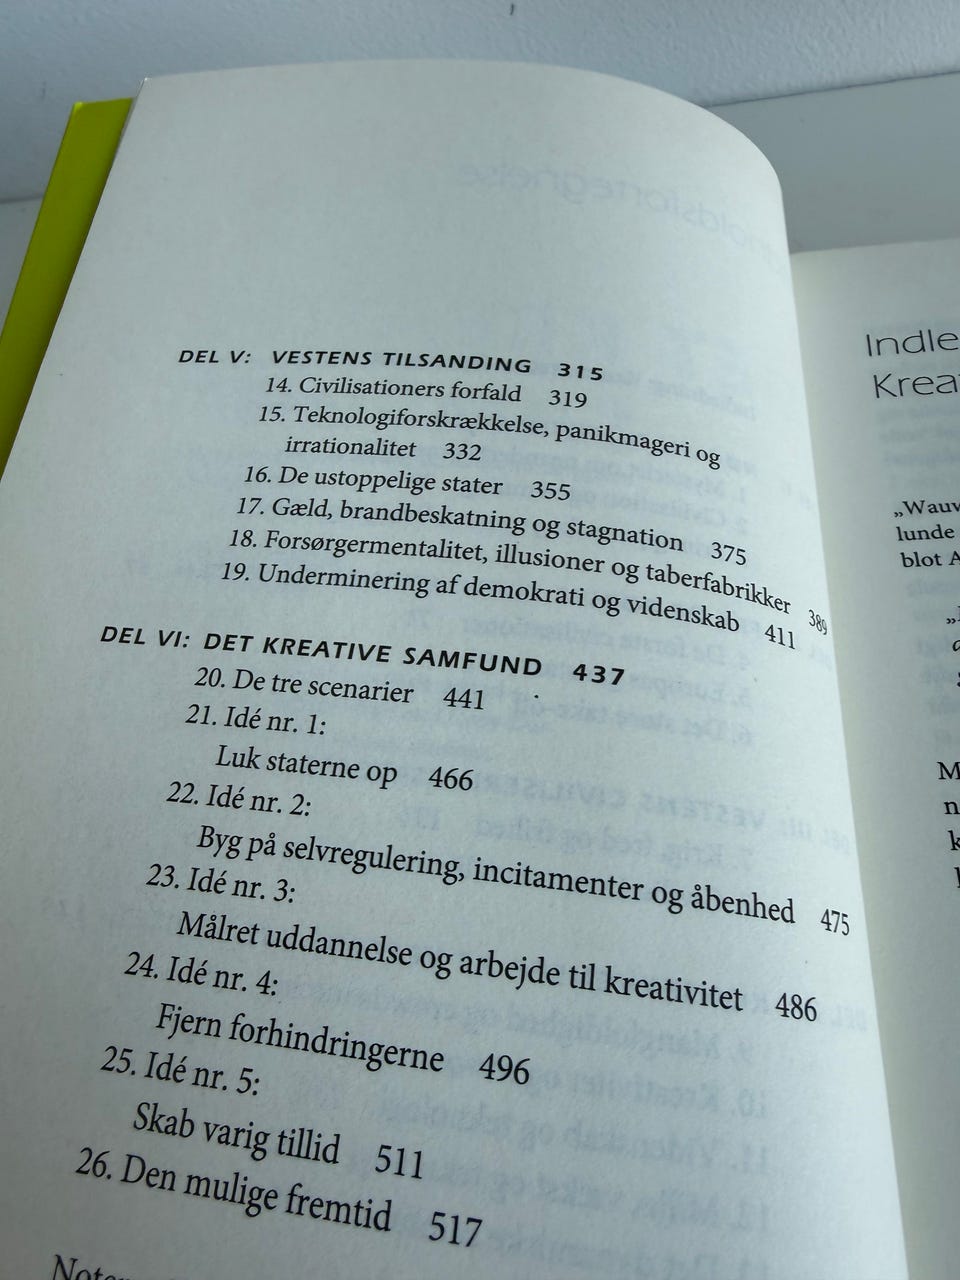 DEL V: VESTENS TILSANDING 315
14. Civilisationers forfald 319
15. Teknologiforskrækkelse, panikmageri og
irrationalitet 332
16. De ustoppelige stater 355
17. Gæld, brandbeskatning og stagnation 375
18. Forsørgermentalitet, illusioner og taberfabrikker 389
19. Underminering af demokrati og videnskab 411
DEL VI: DET KREATIVE SAMFUND 437
20. De tre scenarier 441
21. Idé nr. 1:
Luk staterne op 466
22. Idé nr. 2:
Byg på selvregulering, incitamenter og åbenhed 475
23. Idé nr. 3:
Målret uddannelse og arbejde til kreativitet 486
24. Idé nr. 4:
Fjern forhindringerne 496
25. Idé nr. 5:
Skab varig tillid 511
26. Den mulige fremtid 517
Noter
Indle
Krea
„Wauw
lunde
blot A